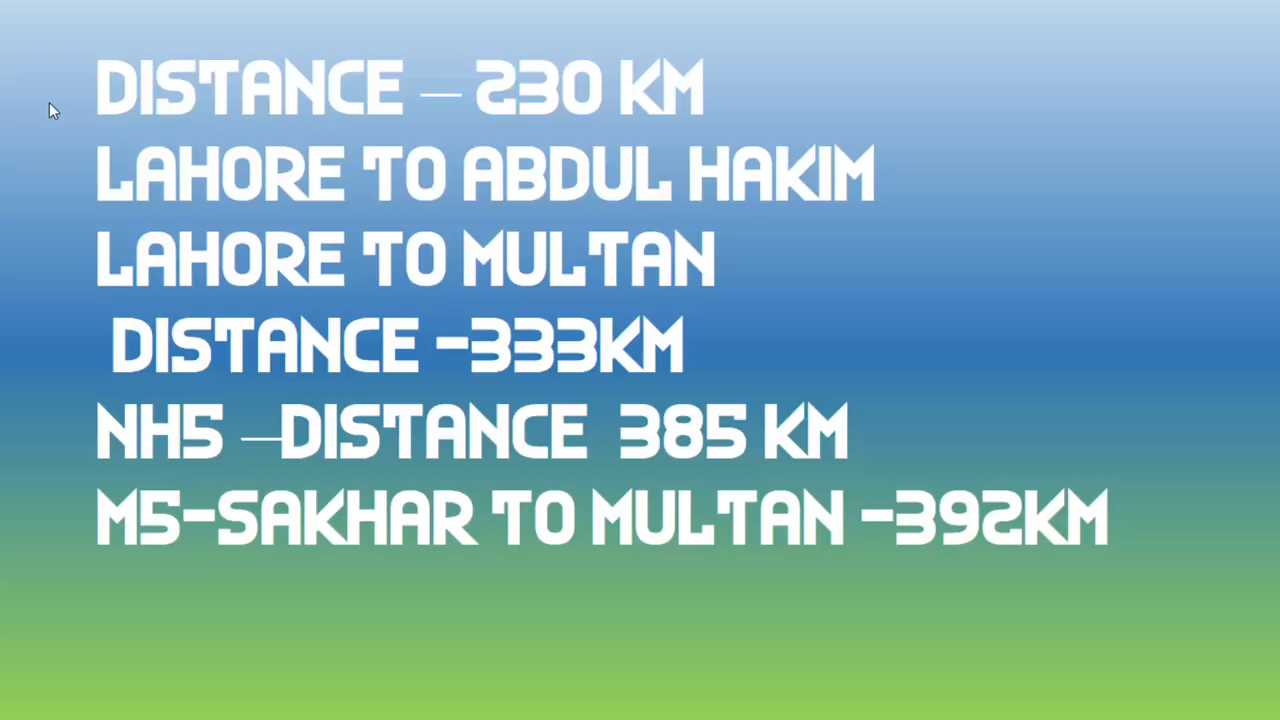 DISTANCE – 230 KM
LAHORE TO ABDUL HAKIM
LAHORE TO MULTAN
DISTANCE -333KM
NH5 –DISTANCE 385 KM
M5-SAKHAR TO MULTAN -392KM